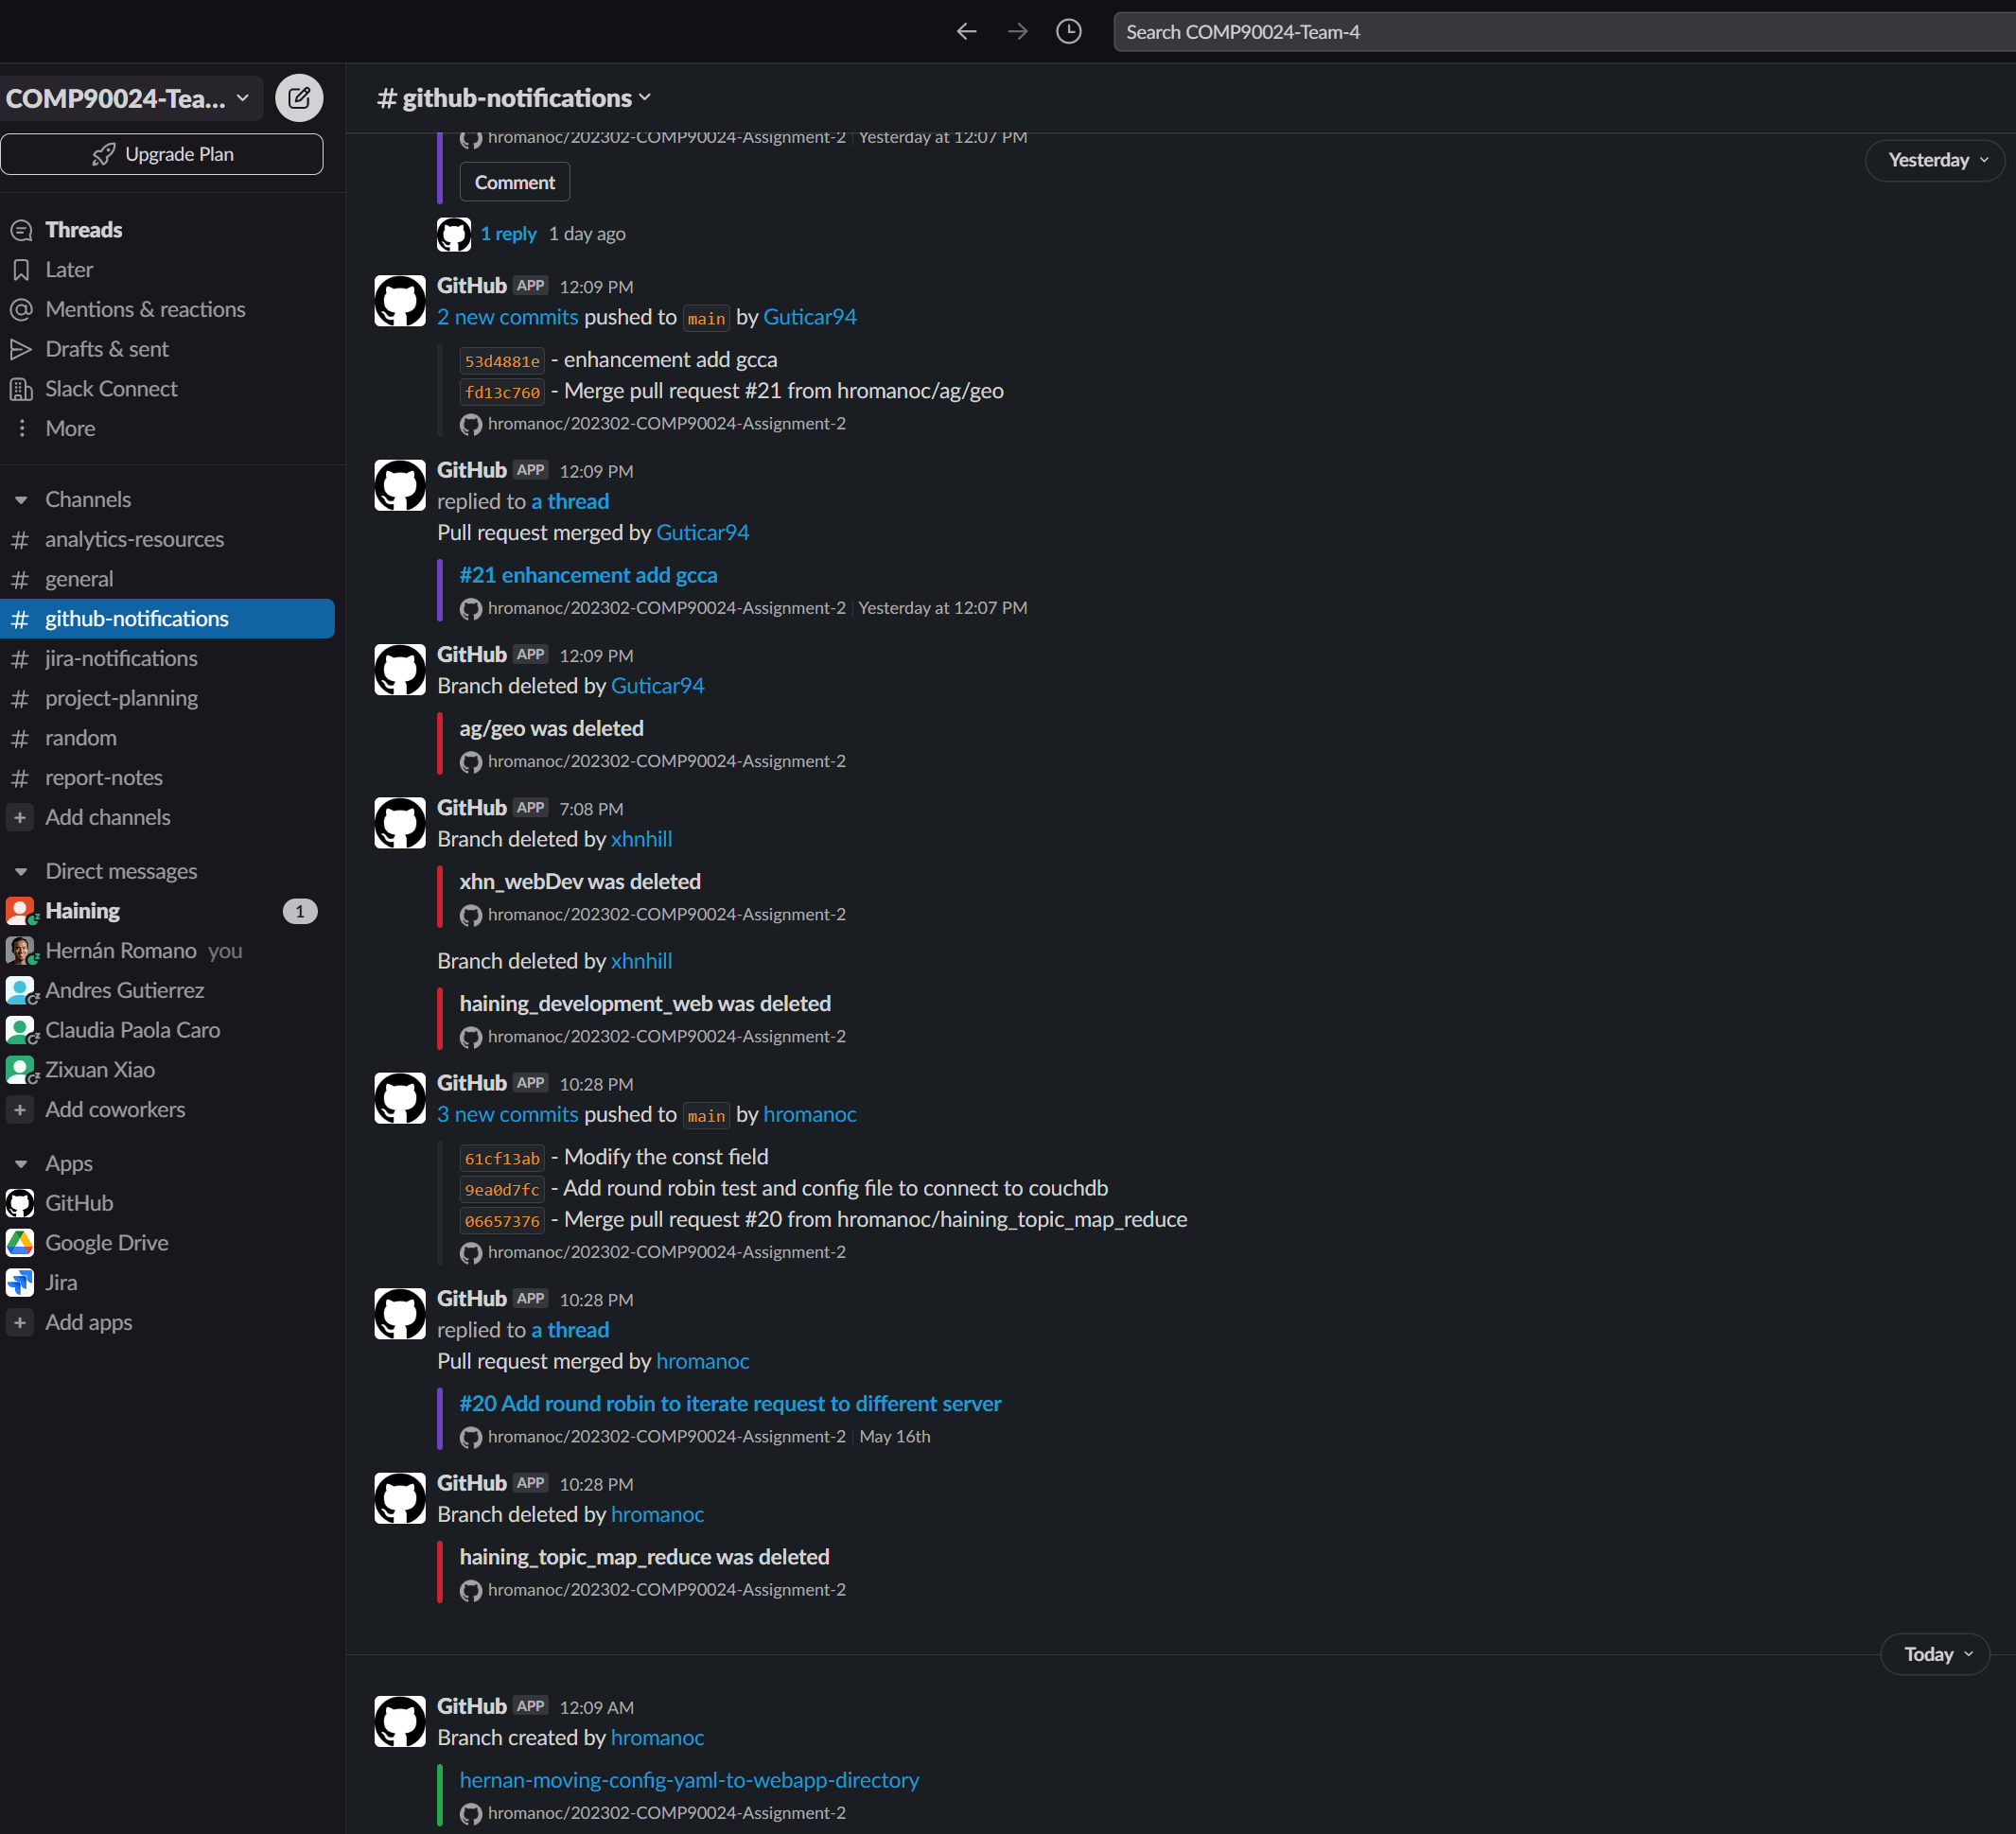 Search COMP90024-Team-4
COMP90024-Tea...
Upgrade Plan
Threads
Later
Mentions & reactions
Drafts & sent
Slack Connect
More
Channels
# analytics-resources
# general
# github-notifications
# jira-notifications
# project-planning
# random
# report-notes
+ Add channels
Direct messages
Haining 1
Hernán Romano you
Andres Gutierrez
Claudia Paola Caro
Zixuan Xiao
+ Add coworkers
Apps
GitHub
Google Drive
Jira
+ Add apps
# github-notifications
hromanoc/202302-COMP90024-Assignment-2 | Yesterday at 12:07 PM
Yesterday
Comment
1 reply 1 day ago
GitHub APP 12:09 PM
2 new commits pushed to main by Guticar94
53d4881e - enhancement add gcca
fd13c760 - Merge pull request #21 from hromanoc/ag/geo
hromanoc/202302-COMP90024-Assignment-2
GitHub APP 12:09 PM
replied to a thread
Pull request merged by Guticar94
#21 enhancement add gcca
hromanoc/202302-COMP90024-Assignment-2 | Yesterday at 12:07 PM
GitHub APP 12:09 PM
Branch deleted by Guticar94
ag/geo was deleted
hromanoc/202302-COMP90024-Assignment-2
GitHub APP 7:08 PM
Branch deleted by xhnhill
xhn_webDev was deleted
hromanoc/202302-COMP90024-Assignment-2
Branch deleted by xhnhill
haining_development_web was deleted
hromanoc/202302-COMP90024-Assignment-2
GitHub APP 10:28 PM
3 new commits pushed to main by hromanoc
61cf13ab - Modify the const field
9ea0d7fc - Add round robin test and config file to connect to couchdb
06657376 - Merge pull request #20 from hromanoc/haining_topic_map_reduce
hromanoc/202302-COMP90024-Assignment-2
GitHub APP 10:28 PM
replied to a thread
Pull request merged by hromanoc
#20 Add round robin to iterate request to different server
hromanoc/202302-COMP90024-Assignment-2 | May 16th
GitHub APP 10:28 PM
Branch deleted by hromanoc
haining_topic_map_reduce was deleted
hromanoc/202302-COMP90024-Assignment-2
Today
GitHub APP 12:09 AM
Branch created by hromanoc
hernan-moving-config-yaml-to-webapp-directory
hromanoc/202302-COMP90024-Assignment-2